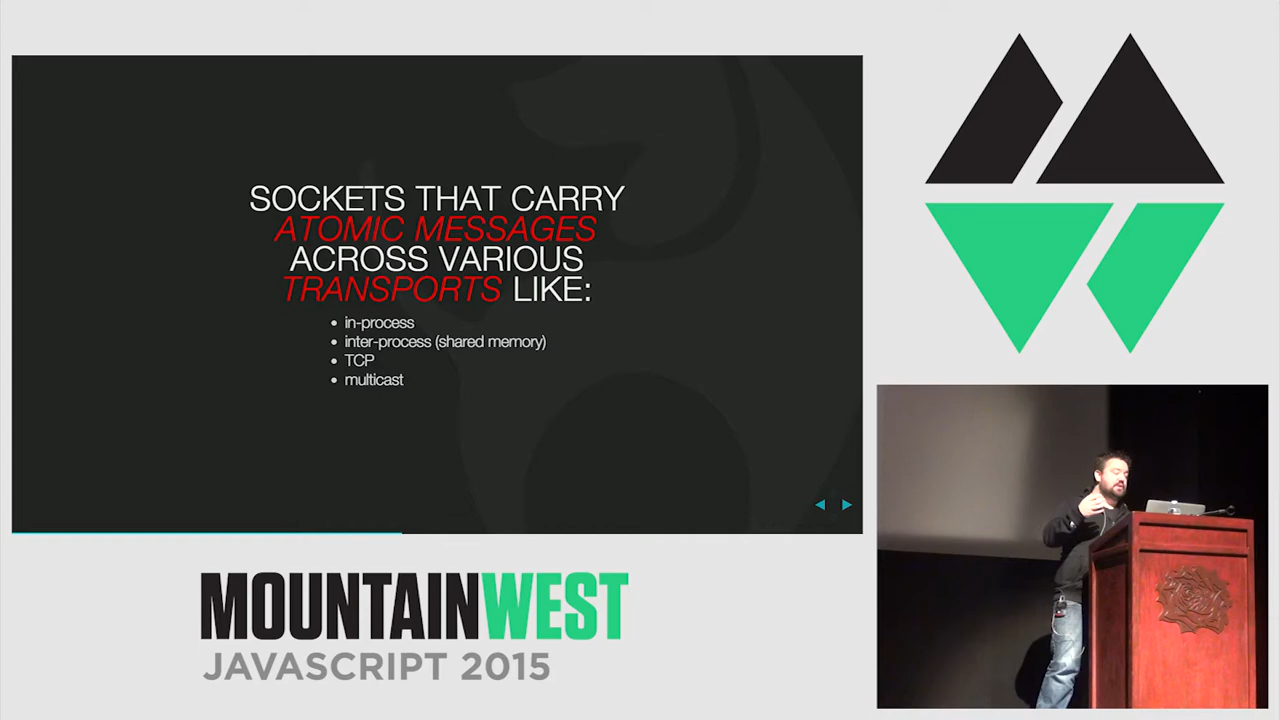 SOCKETS THAT CARRY
ATOMIC MESSAGES
ACROSS VARIOUS
TRANSPORTS LIKE:
• in-process
• inter-process (shared memory)
• TCP
• multicast
MOUNTAINWEST
JAVASCRIPT 2015